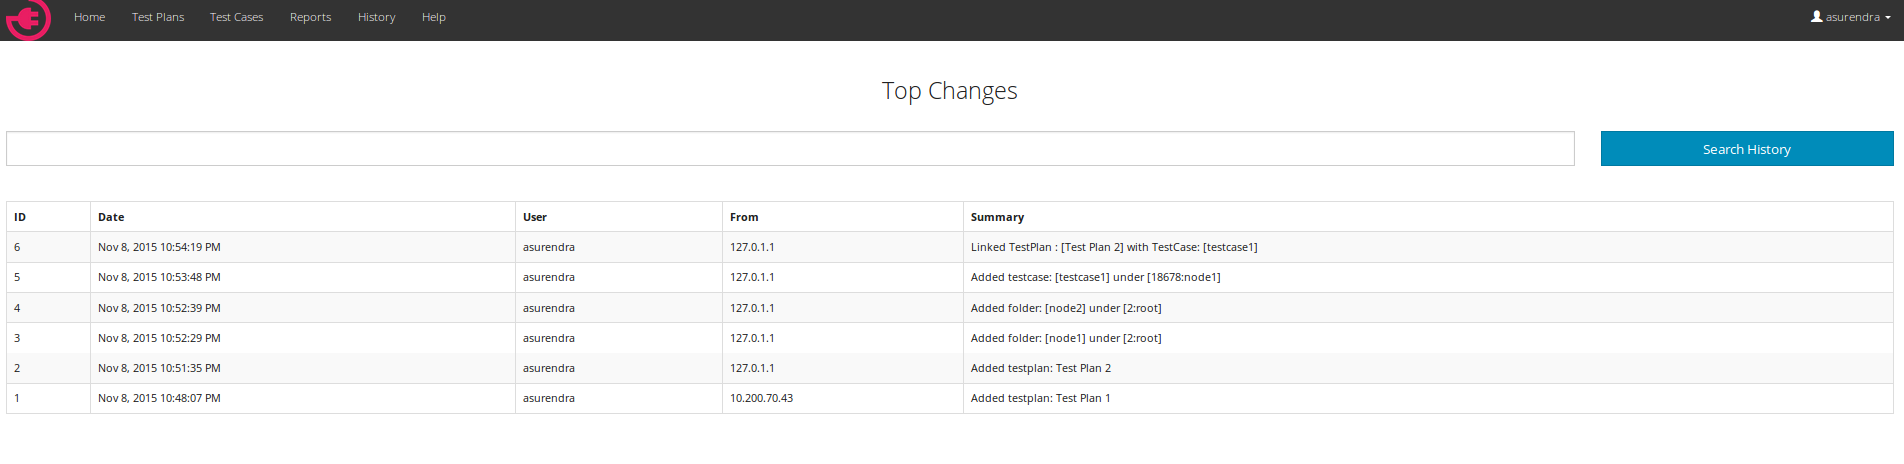 Home Test Plans Test Cases Reports History Help asurendra
Top Changes
Search History
ID Date User From Summary
6 Nov 8, 2015 10:54:19 PM asurendra 127.0.1.1 Linked TestPlan : [Test Plan 2] with TestCase: [testcase1]
5 Nov 8, 2015 10:53:48 PM asurendra 127.0.1.1 Added testcase: [testcase1] under [18678:node1]
4 Nov 8, 2015 10:52:39 PM asurendra 127.0.1.1 Added folder: [node2] under [2:root]
3 Nov 8, 2015 10:52:29 PM asurendra 127.0.1.1 Added folder: [node1] under [2:root]
2 Nov 8, 2015 10:51:35 PM asurendra 127.0.1.1 Added testplan: Test Plan 2
1 Nov 8, 2015 10:48:07 PM asurendra 10.200.70.43 Added testplan: Test Plan 1